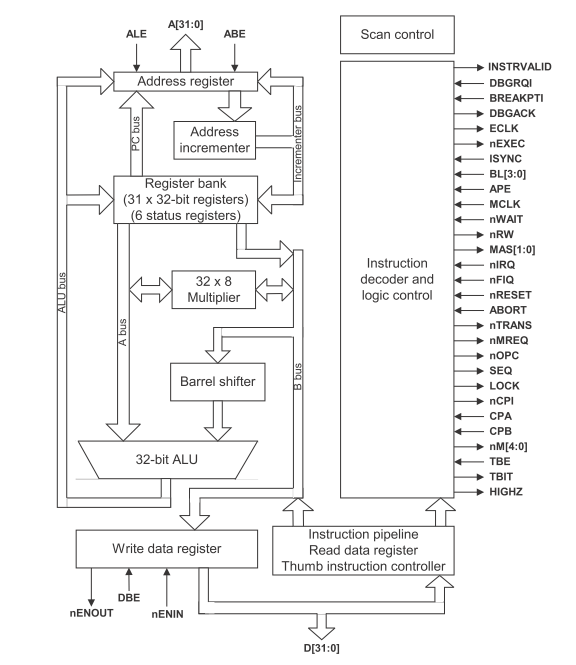 A[31:0]
ALE
ABE
Scan control
Address register
PC bus
Address
incrementer
Incrementer bus
Register bank
(31 x 32-bit registers)
(6 status registers)
ALU bus
A bus
32 x 8
Multiplier
B bus
Barrel shifter
32-bit ALU
Instruction
decoder and
logic control
INSTRVALID
DBGRQI
BREAKPTI
DBGACK
ECLK
nEXEC
ISYNC
BL[3:0]
APE
MCLK
nWAIT
nRW
MAS[1:0]
nIRQ
nFIQ
nRESET
ABORT
nTRANS
nMREQ
nOPC
SEQ
LOCK
nCPI
CPA
CPB
nM[4:0]
TBE
TBIT
HIGHZ
Write data register
Instruction pipeline
Read data register
Thumb instruction controller
nENOUT
DBE
nENIN
D[31:0]